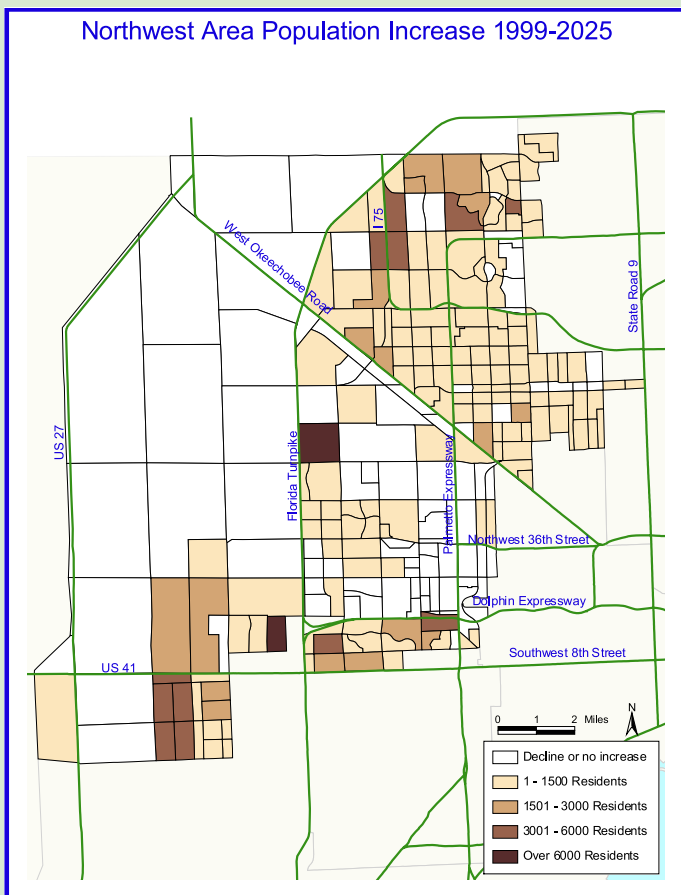 Northwest Area Population Increase 1999-2025
I 75
West Okeechobee Road
State Road 9
US 27
Florida Turnpike
Palmetto Expressway
Northwest 36th Street
Dolphin Expressway
Southwest 8th Street
US 41
0 1 2 Miles
N
Decline or no increase
1 - 1500 Residents
1501 - 3000 Residents
3001 - 6000 Residents
Over 6000 Residents